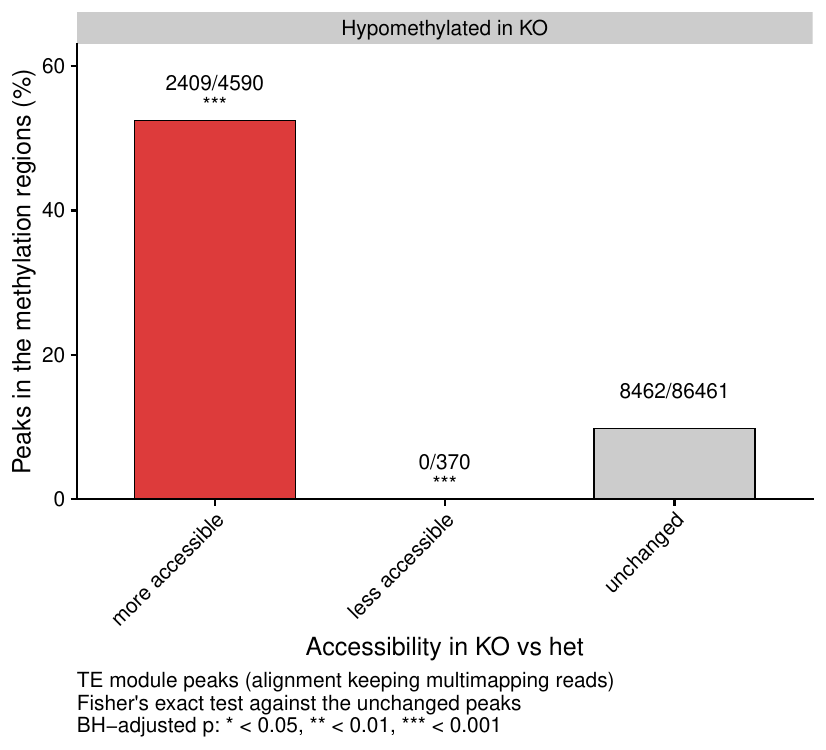 Hypomethylated in KO
Peaks in the methylation regions (%)
60
40
20
0
2409/4590
***
0/370
***
8462/86461
more accessible
less accessible
unchanged
Accessibility in KO vs het
TE module peaks (alignment keeping multimapping reads)
Fisher's exact test against the unchanged peaks
BH−adjusted p: * < 0.05, ** < 0.01, *** < 0.001